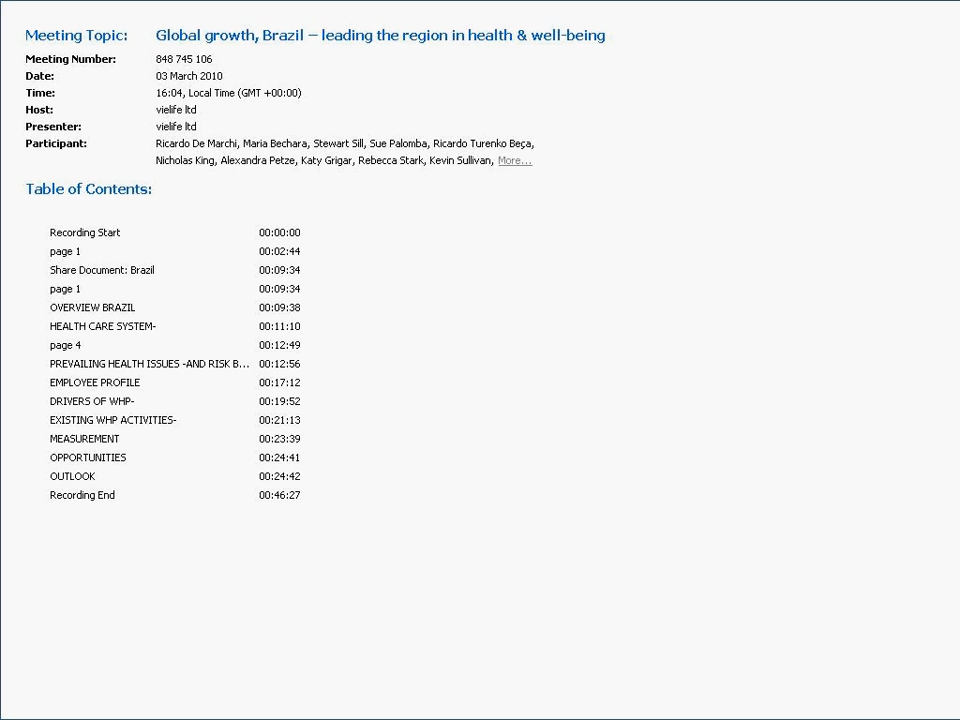 Meeting Topic: Global growth, Brazil – leading the region in health & well-being
Meeting Number: 848 745 106
Date: 03 March 2010
Time: 16:04, Local Time (GMT +00:00)
Host: vielife ltd
Presenter: vielife ltd
Participant: Ricardo De Marchi, Maria Bechara, Stewart Sill, Sue Palomba, Ricardo Turenko Beça,
Nicholas King, Alexandra Petze, Katy Grigar, Rebecca Stark, Kevin Sullivan, More...
Table of Contents:
Recording Start 00:00:00
page 1 00:02:44
Share Document: Brazil 00:09:34
page 1 00:09:34
OVERVIEW BRAZIL 00:09:38
HEALTH CARE SYSTEM- 00:11:10
page 4 00:12:49
PREVAILING HEALTH ISSUES -AND RISK B... 00:12:56
EMPLOYEE PROFILE 00:17:12
DRIVERS OF WHP- 00:19:52
EXISTING WHP ACTIVITIES- 00:21:13
MEASUREMENT 00:23:39
OPPORTUNITIES 00:24:41
OUTLOOK 00:24:42
Recording End 00:46:27